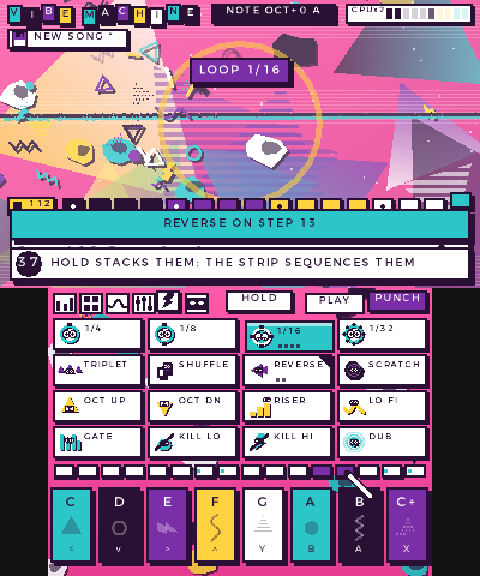 VIBE MACHINE
NOTE OCT+0 A
CPU×2
NEW SONG *
LOOP 1/16
112
REVERSE ON STEP 13
37 HOLD STACKS THEM; THE STRIP SEQUENCES THEM
HOLD PLAY PUNCH
1/4 1/8 1/16 1/32
TRIPLET SHUFFLE REVERSE SCRATCH
OCT UP OCT DN RISER LO FI
GATE KILL LO KILL HI DUB
C D E F G A B C+
< v > ^ Y B A X